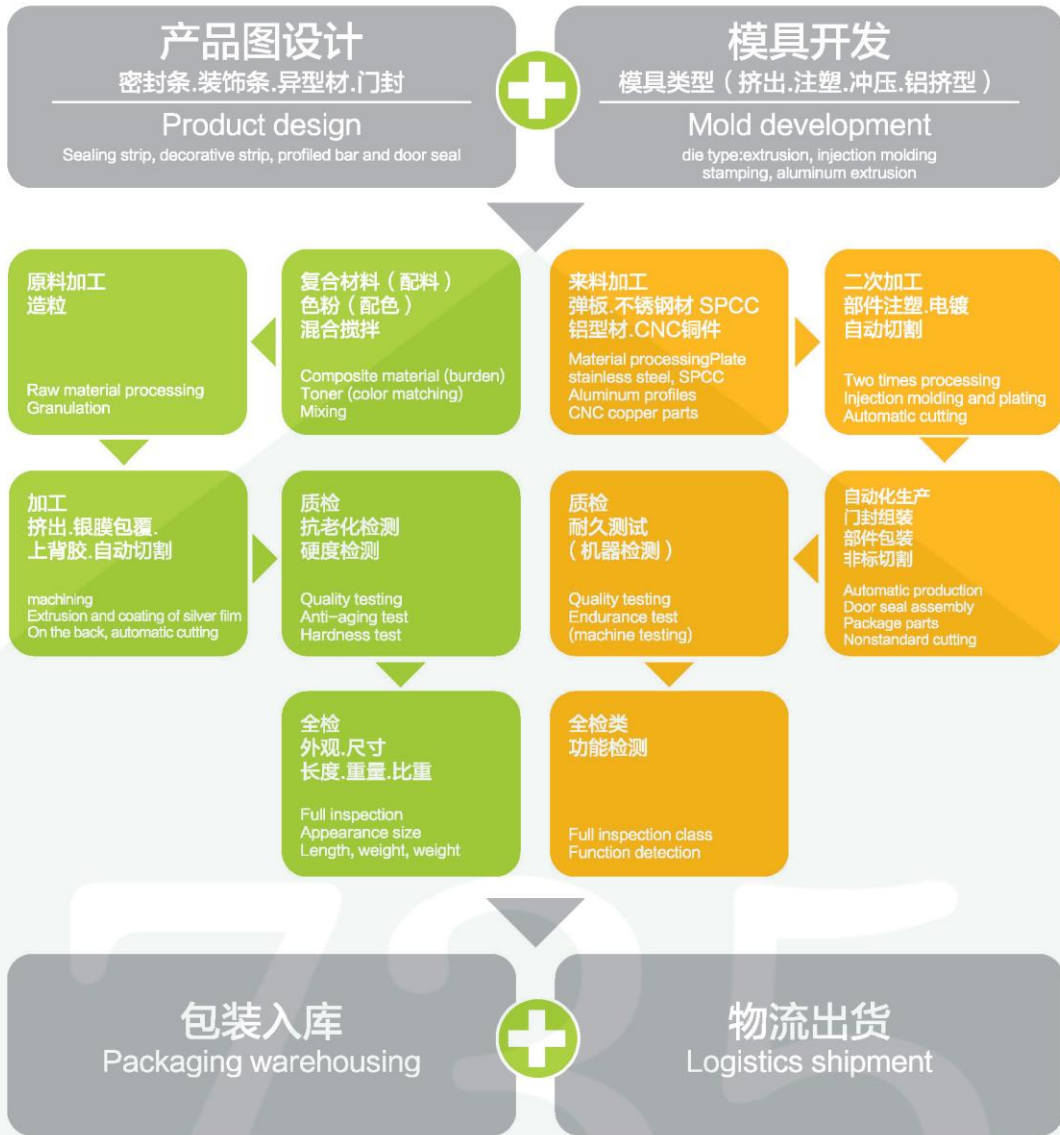 产品图设计
密封条.装饰条.异型材.门封
Product design
Sealing strip, decorative strip, profiled bar and door seal
模具开发
模具类型（挤出.注塑.冲压.铝挤型）
Mold development
die type:extrusion, injection molding
stamping, aluminum extrusion
原料加工
造粒
Raw material processing
Granulation
复合材料（配料）
色粉（配色）
混合搅拌
Composite material (burden)
Toner (color matching)
Mixing
来料加工
弹板.不锈钢材 SPCC
铝型材.CNC铜件
Material processingPlate
stainless steel, SPCC
Aluminum profiles
CNC copper parts
二次加工
部件注塑.电镀
自动切割
Two times processing
Injection molding and plating
Automatic cutting
加工
挤出.银膜包覆.
上背胶.自动切割
machining
Extrusion and coating of silver film
On the back, automatic cutting
质检
抗老化检测
硬度检测
Quality testing
Anti-aging test
Hardness test
质检
耐久测试
（机器检测）
Quality testing
Endurance test
(machine testing)
自动化生产
门封组装
部件包装
非标切割
Automatic production
Door seal assembly
Package parts
Nonstandard cutting
全检
外观.尺寸
长度.重量.比重
Full inspection
Appearance size
Length, weight, weight
全检类
功能检测
Full inspection class
Function detection
735
包装入库
Packaging warehousing
物流出货
Logistics shipment